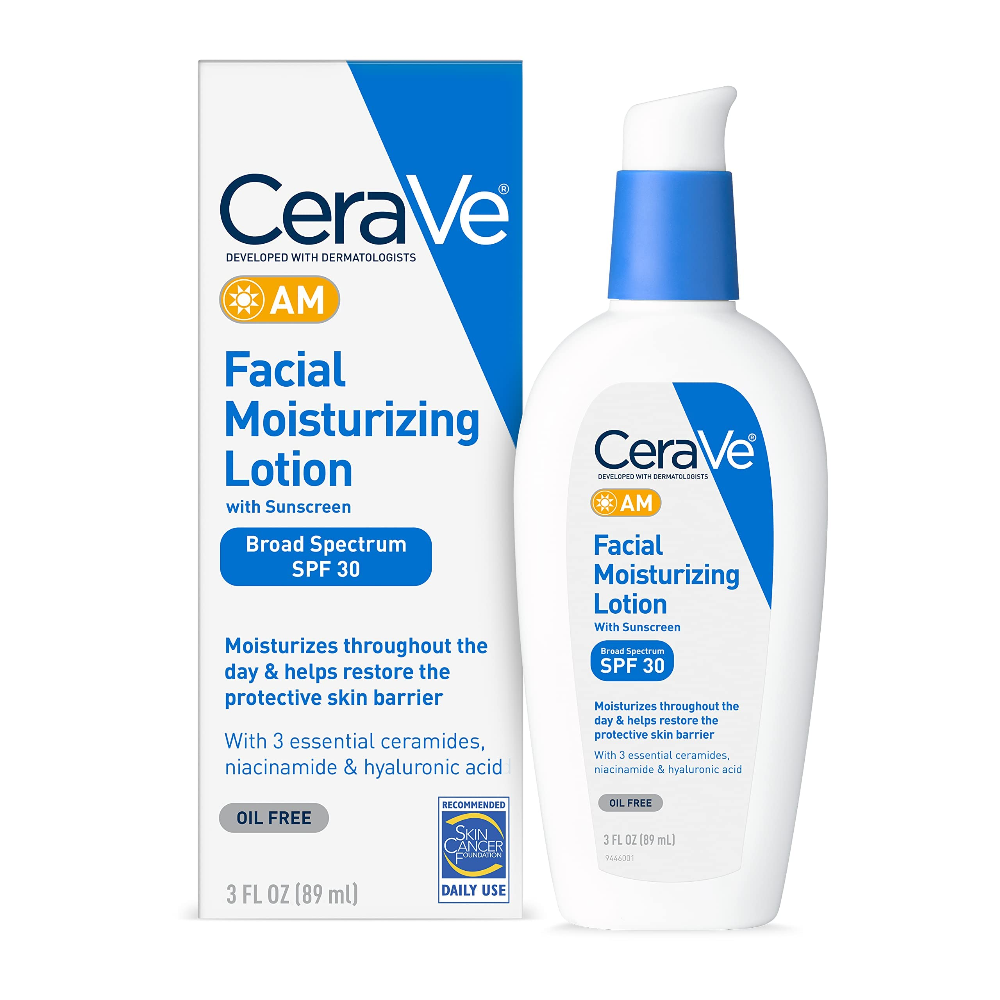 CeraVe®
DEVELOPED WITH DERMATOLOGISTS
AM
Facial
Moisturizing
Lotion
with Sunscreen
Broad Spectrum
SPF 30
Moisturizes throughout the
day & helps restore the
protective skin barrier
With 3 essential ceramides,
niacinamide & hyaluronic acid
OIL FREE
3 FL OZ (89 ml)
RECOMMENDED
SKIN
CANCER
FOUNDATION
DAILY USE
CeraVe®
DEVELOPED WITH DERMATOLOGISTS
AM
Facial
Moisturizing
Lotion
With Sunscreen
Broad Spectrum
SPF 30
Moisturizes throughout the
day & helps restore the
protective skin barrier
With 3 essential ceramides,
niacinamide & hyaluronic acid
OIL FREE
3 FL OZ (89 mL)
9446001